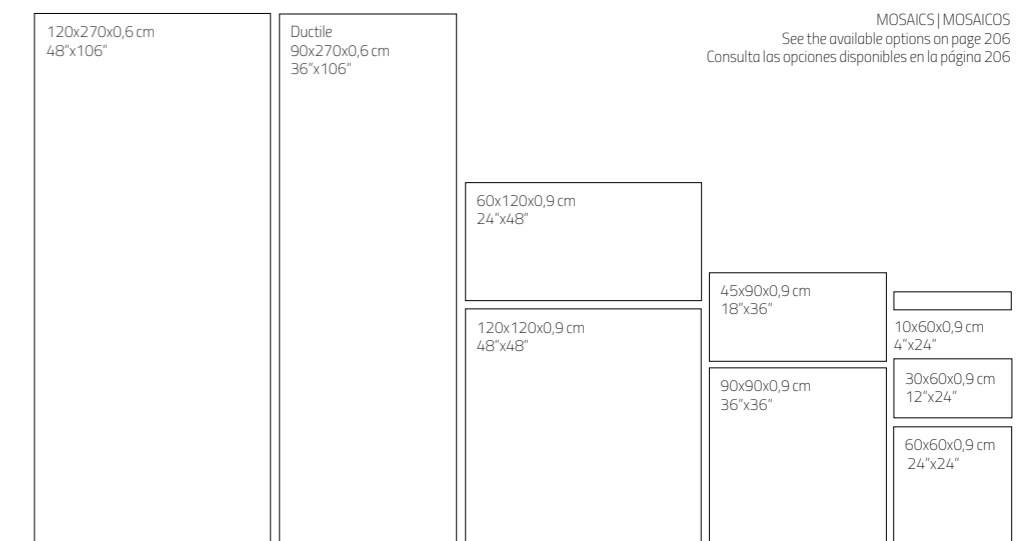 120x270x0,6 cm
48"x106"
Ductile
90x270x0,6 cm
36"x106"
MOSAICS | MOSAICOS
See the available options on page 206
Consulta las opciones disponibles en la página 206
60x120x0,9 cm
24"x48"
120x120x0,9 cm
48"x48"
45x90x0,9 cm
18"x36"
90x90x0,9 cm
36"x36"
10x60x0,9 cm
4"x24"
30x60x0,9 cm
12"x24"
60x60x0,9 cm
24"x24"